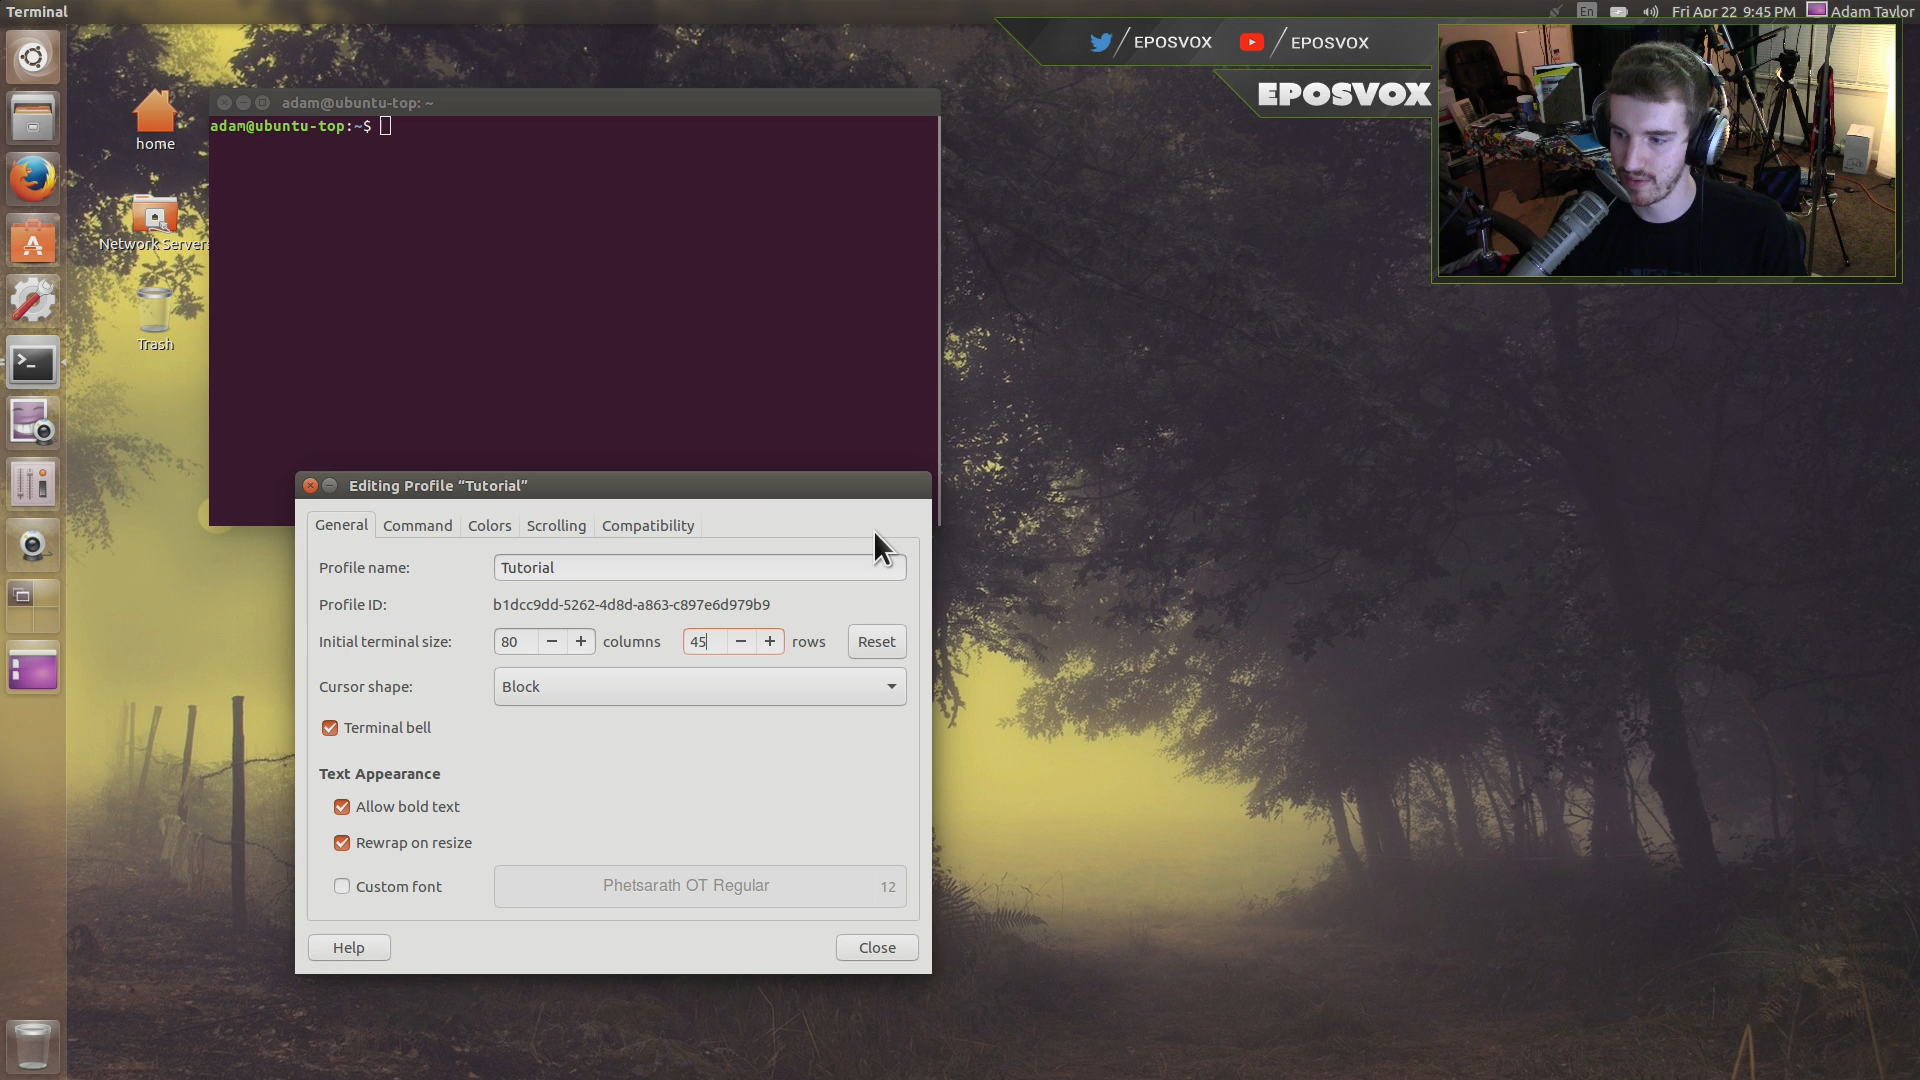 Terminal
En
Fri Apr 22 9:45 PM
Adam Taylor
EPOSVOX
EPOSVOX
EPOSVOX
home
Network Servers
Trash
adam@ubuntu-top: ~
adam@ubuntu-top:~$
Editing Profile “Tutorial”
General
Command
Colors
Scrolling
Compatibility
Profile name:
Tutorial
Profile ID:
b1dcc9dd-5262-4d8d-a863-c897e6d979b9
Initial terminal size:
80
columns
45
rows
Reset
Cursor shape:
Block
Terminal bell
Text Appearance
Allow bold text
Rewrap on resize
Custom font
Phetsarath OT Regular
12
Help
Close